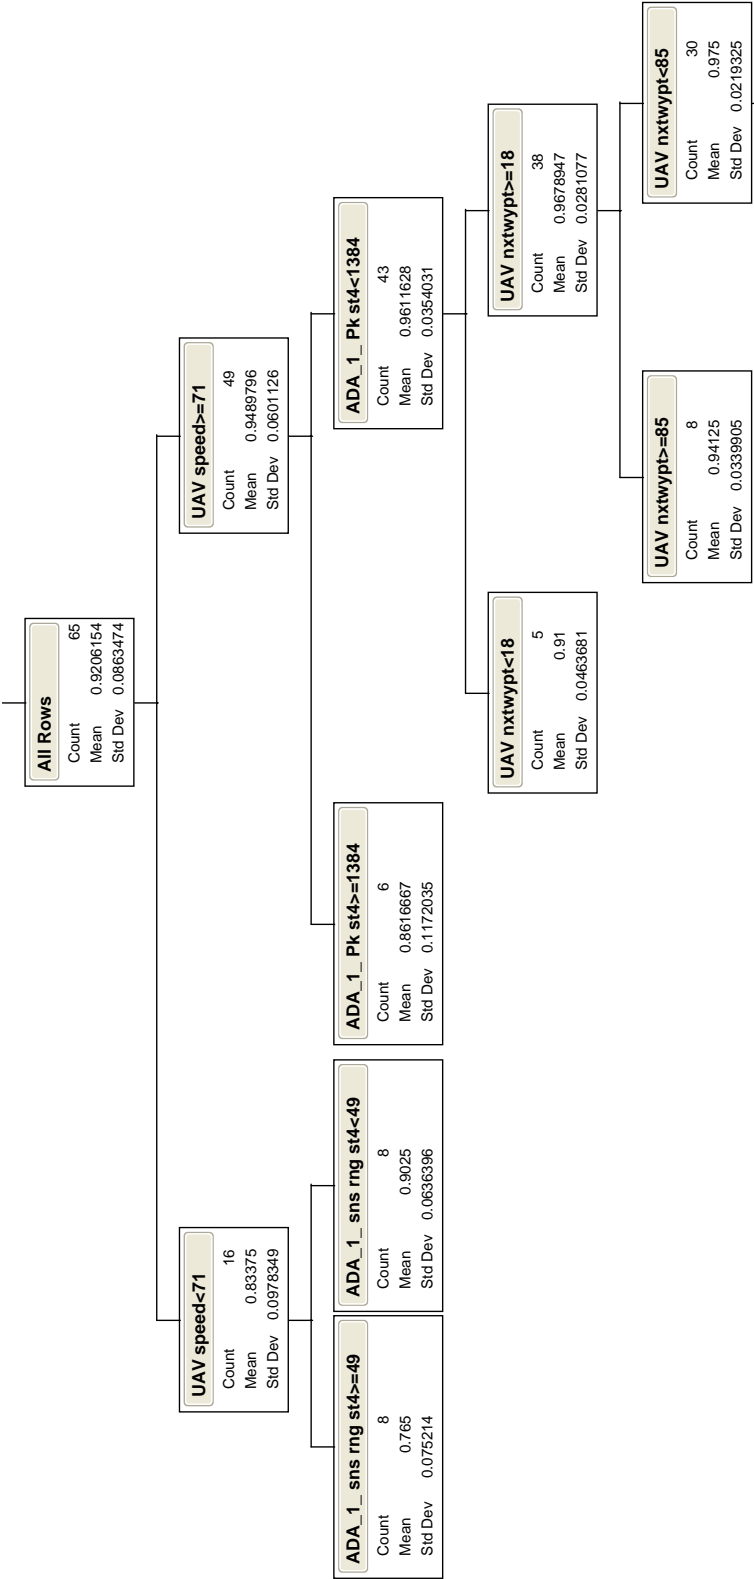 All Rows
Count 65
Mean 0.9206154
Std Dev 0.0863474
UAV speed<71
Count 16
Mean 0.83375
Std Dev 0.0978349
UAV speed>=71
Count 49
Mean 0.9489796
Std Dev 0.0601126
ADA_1_ sns rng st4>=49
Count 8
Mean 0.765
Std Dev 0.075214
ADA_1_ sns rng st4<49
Count 8
Mean 0.9025
Std Dev 0.0636396
ADA_1_ Pk st4>=1384
Count 6
Mean 0.8616667
Std Dev 0.1172035
ADA_1_ Pk st4<1384
Count 43
Mean 0.9611628
Std Dev 0.0354031
UAV nxtwypt<18
Count 5
Mean 0.91
Std Dev 0.0463681
UAV nxtwypt>=18
Count 38
Mean 0.9678947
Std Dev 0.0281077
UAV nxtwypt>=85
Count 8
Mean 0.94125
Std Dev 0.0339905
UAV nxtwypt<85
Count 30
Mean 0.975
Std Dev 0.0219325